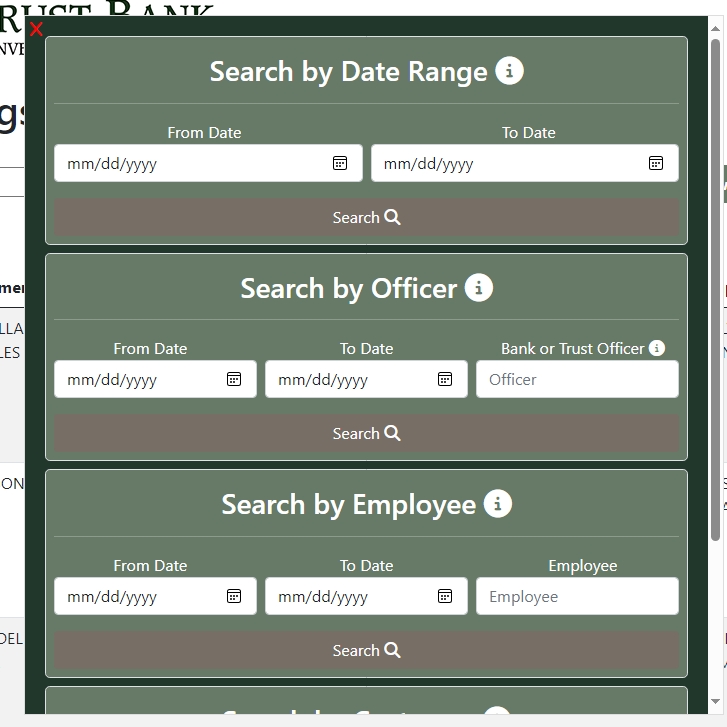 RUST BANK
X
Search by Date Range
From Date To Date
mm/dd/yyyy mm/dd/yyyy
Search
Search by Officer
From Date To Date Bank or Trust Officer
mm/dd/yyyy mm/dd/yyyy Officer
Search
Search by Employee
From Date To Date Employee
mm/dd/yyyy mm/dd/yyyy Employee
Search